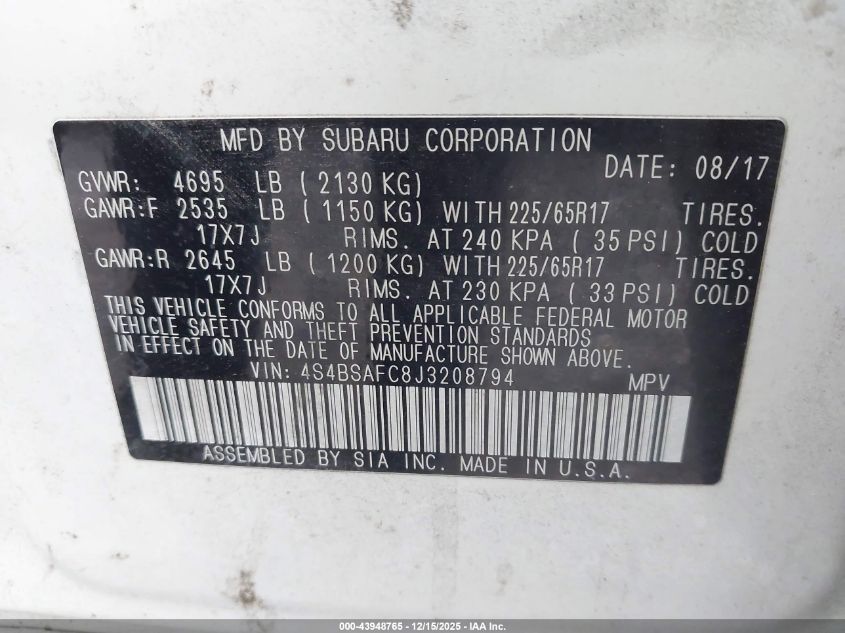 MFD BY SUBARU CORPORATION
DATE: 08/17
GVWR: 4695 LB ( 2130 KG)
GAWR:F 2535 LB ( 1150 KG) WITH 225/65R17 TIRES.
17X7J RIMS. AT 240 KPA ( 35 PSI) COLD
GAWR:R 2645 LB ( 1200 KG) WITH 225/65R17 TIRES.
17X7J RIMS. AT 230 KPA ( 33 PSI) COLD
THIS VEHICLE CONFORMS TO ALL APPLICABLE FEDERAL MOTOR
VEHICLE SAFETY AND THEFT PREVENTION STANDARDS
IN EFFECT ON THE DATE OF MANUFACTURE SHOWN ABOVE.
VIN: 4S4BSAFC8J3208794 MPV
ASSEMBLED BY SIA INC. MADE IN U.S.A.
000-43948765 - 12/15/2025 - IAA Inc.